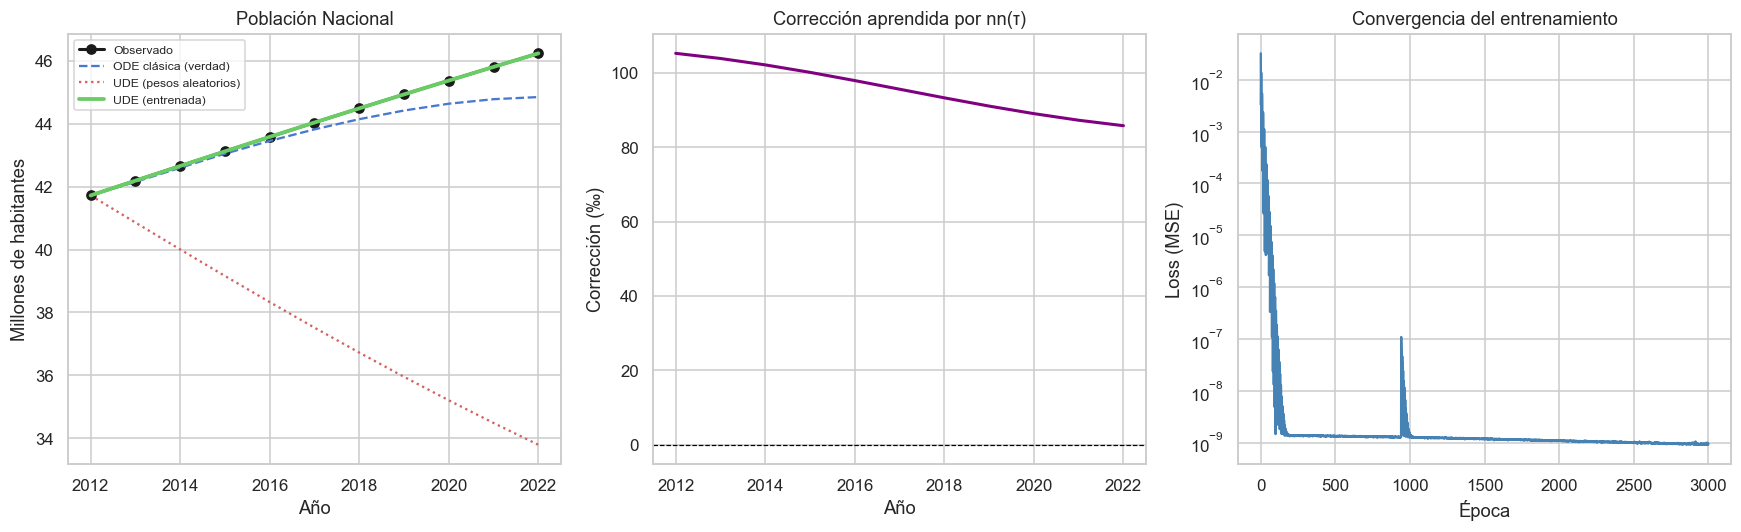 Población Nacional
Observado
ODE clásica (verdad)
UDE (pesos aleatorios)
UDE (entrenada)
46
44
42
40
38
36
34
Millones de habitantes
2012 2014 2016 2018 2020 2022
Año
Corrección aprendida por nn(τ)
100
80
60
40
20
0
Corrección (‰)
2012 2014 2016 2018 2020 2022
Año
Convergencia del entrenamiento
10⁻²
10⁻³
10⁻⁴
10⁻⁵
10⁻⁶
10⁻⁷
10⁻⁸
10⁻⁹
Loss (MSE)
0 500 1000 1500 2000 2500 3000
Época